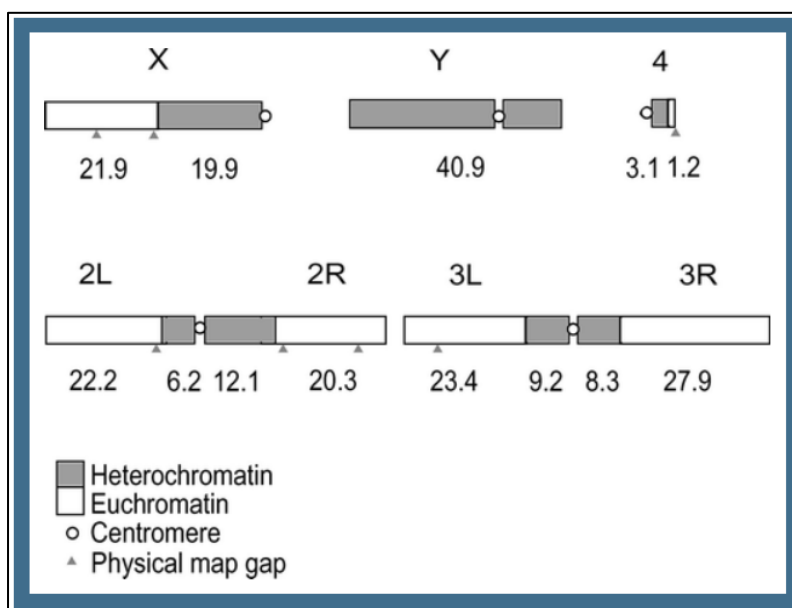 X Y 4
21.9 19.9 40.9 3.1 1.2
2L 2R 3L 3R
22.2 6.2 12.1 20.3 23.4 9.2 8.3 27.9
Heterochromatin
Euchromatin
Centromere
Physical map gap